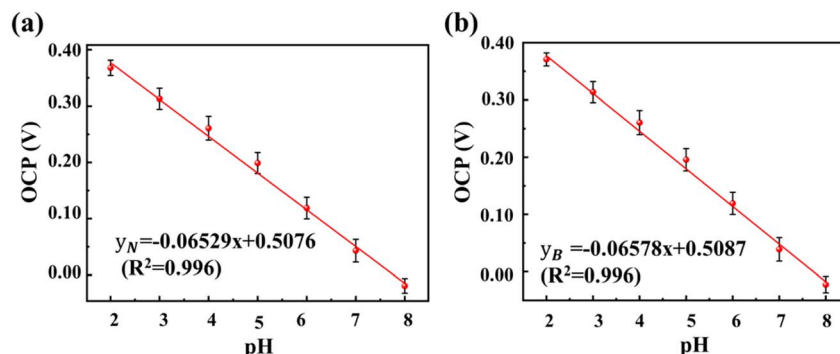 (a)
0.40
0.30
0.20
0.10
0.00
OCP (V)
y_N=-0.06529x+0.5076
(R²=0.996)
2 3 4 5 6 7 8
pH
(b)
0.40
0.30
0.20
0.10
0.00
OCP (V)
y_B =-0.06578x+0.5087
(R²=0.996)
2 3 4 5 6 7 8
pH